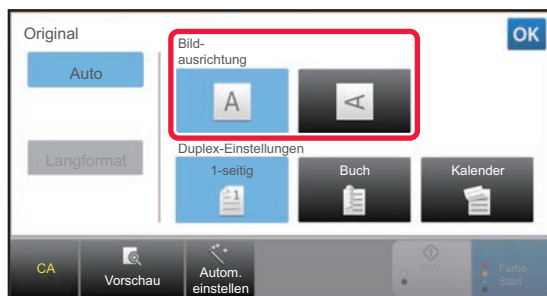 Original
OK
Bild-
ausrichtung
Auto
A
A
Duplex-Einstellungen
Langformat
1-seitig
1
Buch
Kalender
CA
Vorschau
Autom.
einstellen
S/W
Start
Farbe
Start